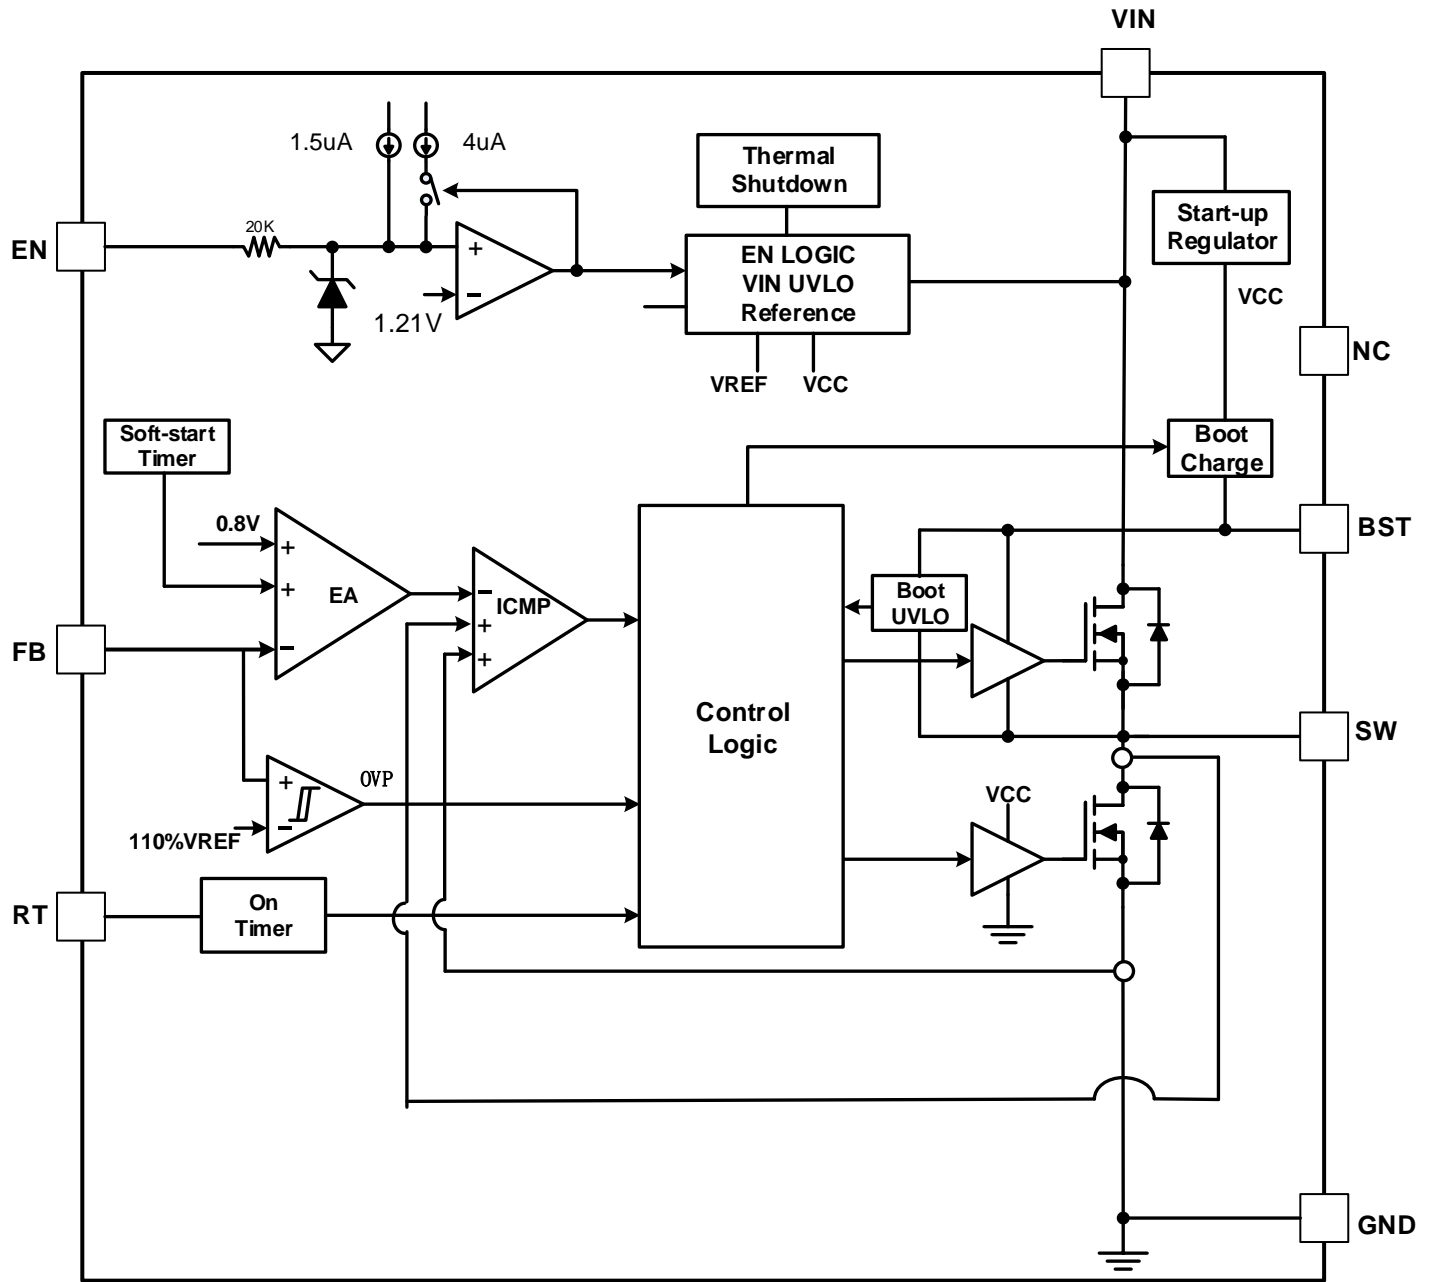 VIN
1.5uA
4uA
Thermal
Shutdown
EN
20K
+
−
1.21V
EN LOGIC
VIN UVLO
Reference
VREF
VCC
Start-up
Regulator
VCC
NC
Soft-start
Timer
Boot
Charge
0.8V
+
+
−
EA
−
+
+
ICMP
BST
Boot
UVLO
FB
Control
Logic
SW
+
−
OVP
110%VREF
VCC
RT
On
Timer
GND